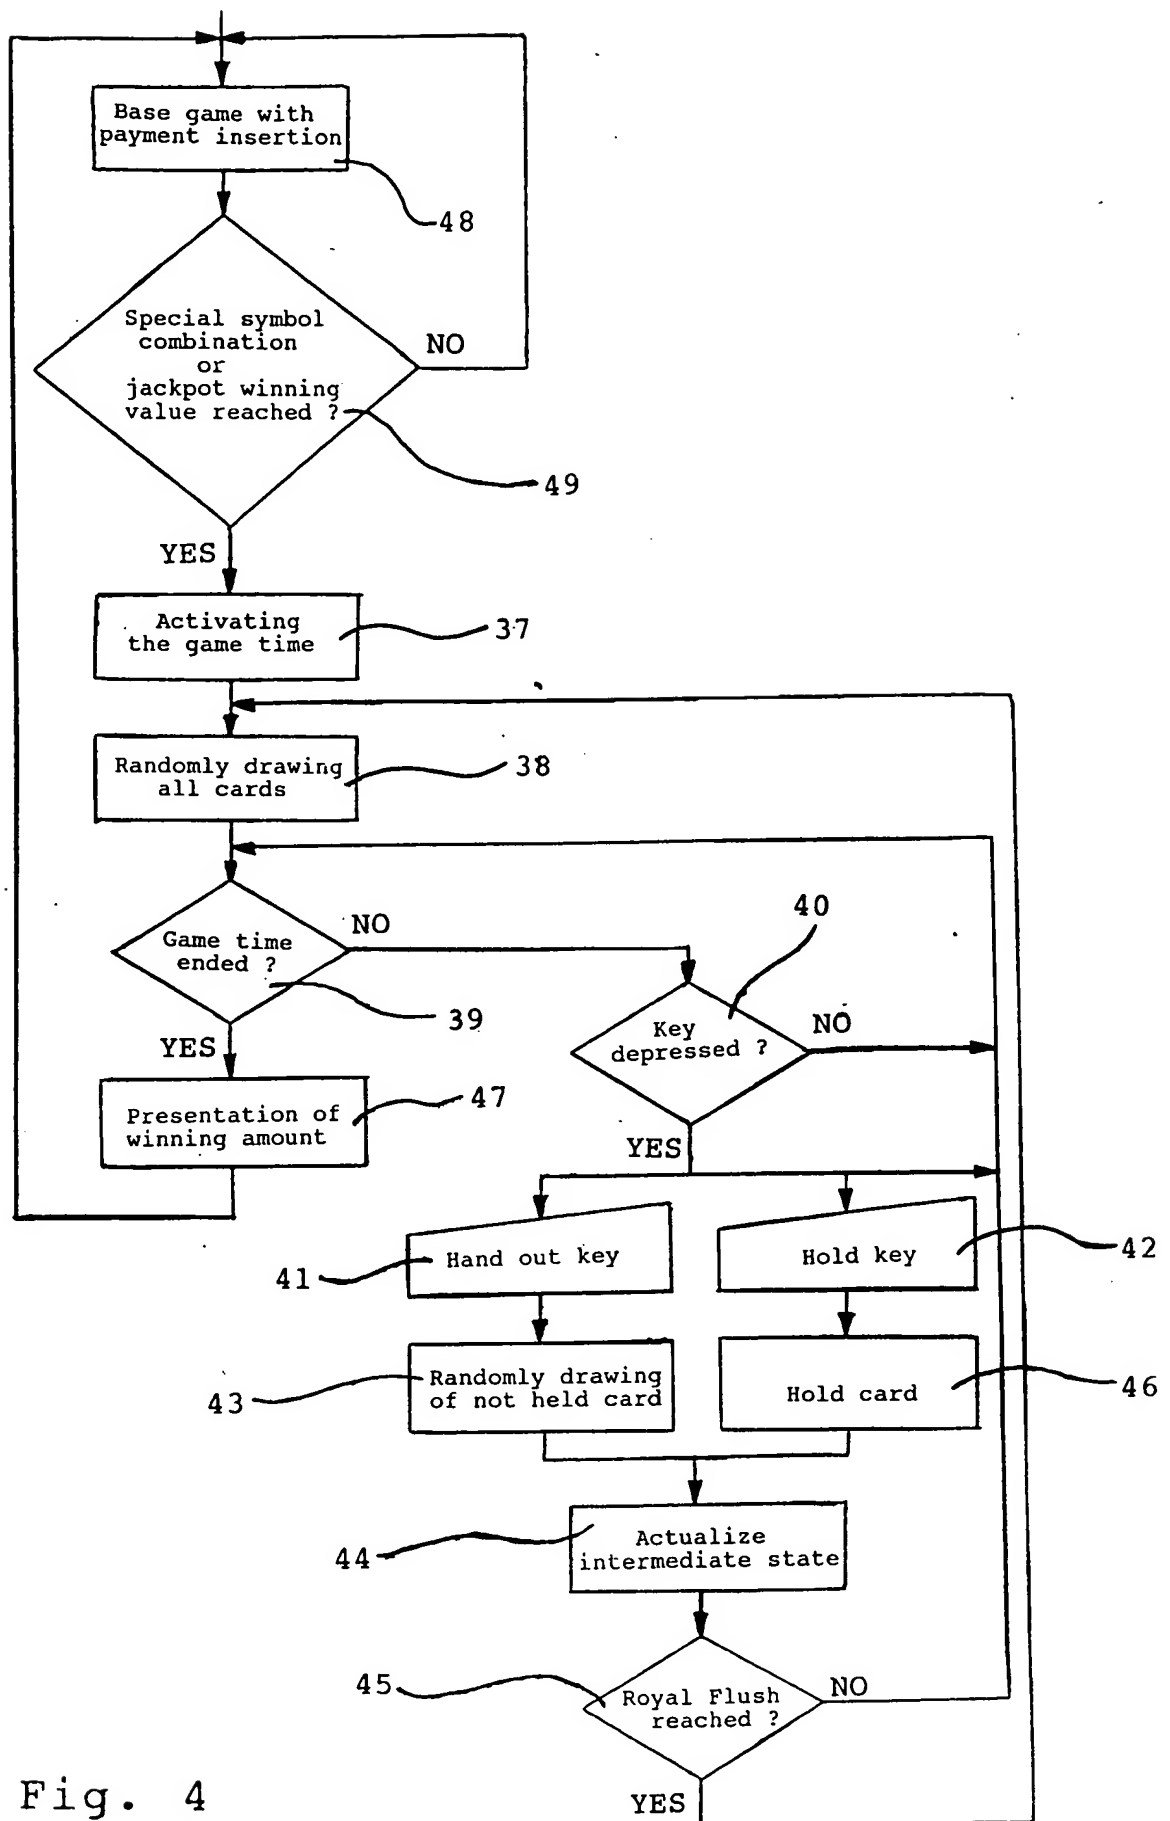 Base game with
payment insertion
48
Special symbol
combination
or
jackpot winning
value reached ?
NO
49
YES
Activating
the game time
37
Randomly drawing
all cards
38
Game time
ended ?
NO
39
YES
40
Key
depressed ?
NO
YES
Presentation of
winning amount
47
Hand out key
41
Hold key
42
Randomly drawing
of not held card
43
Hold card
46
Actualize
intermediate state
44
Royal Flush
reached ?
45
NO
YES
Fig. 4